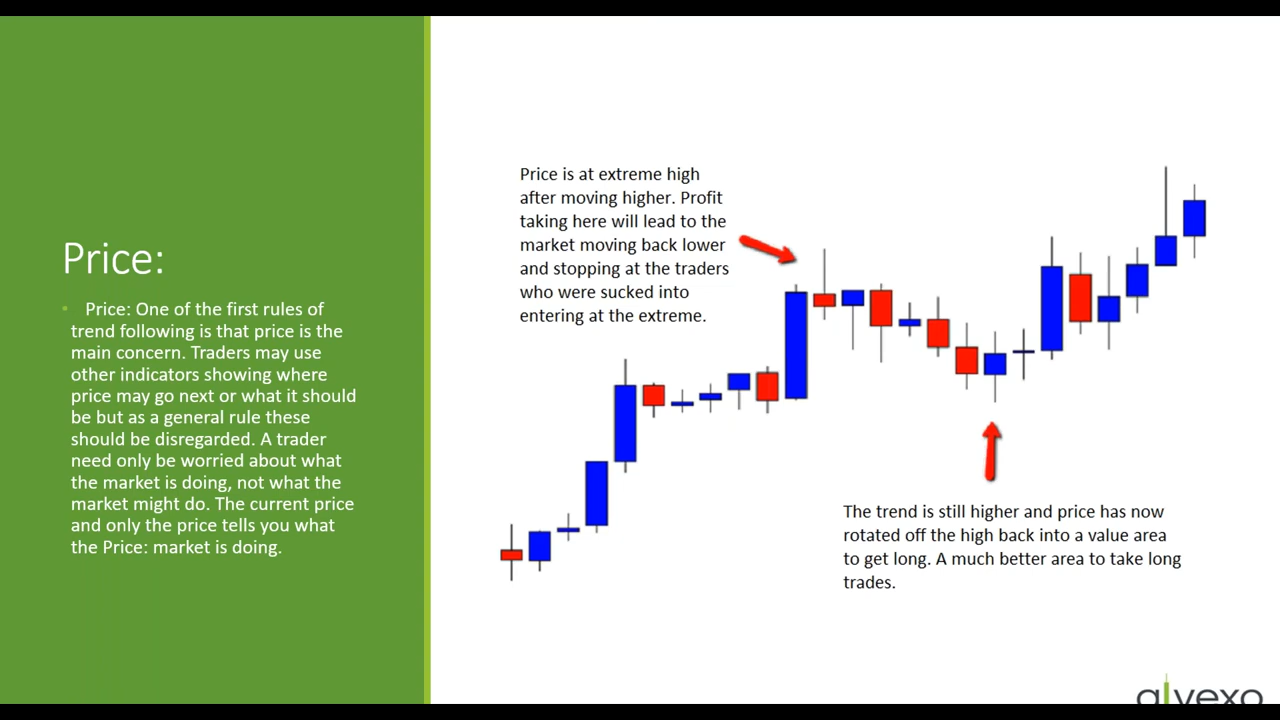 Price:
• Price: One of the first rules of
trend following is that price is the
main concern. Traders may use
other indicators showing where
price may go next or what it should
be but as a general rule these
should be disregarded. A trader
need only be worried about what
the market is doing, not what the
market might do. The current price
and only the price tells you what
the Price: market is doing.
Price is at extreme high
after moving higher. Profit
taking here will lead to the
market moving back lower
and stopping at the traders
who were sucked into
entering at the extreme.
The trend is still higher and price has now
rotated off the high back into a value area
to get long. A much better area to take long
trades.
alvexo